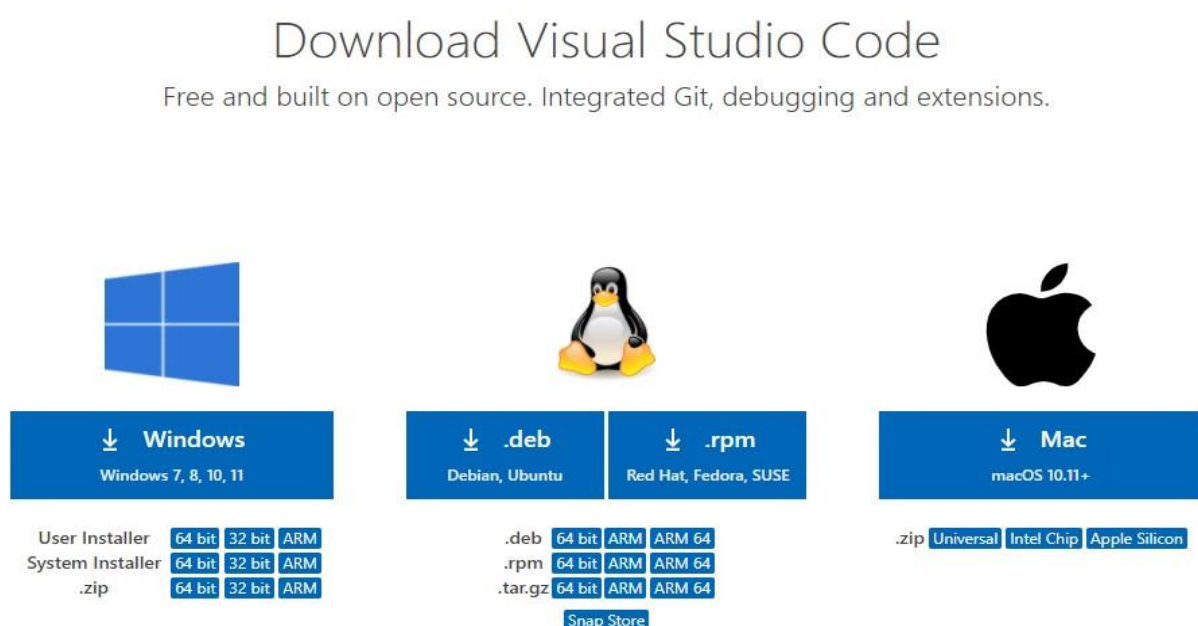 Download Visual Studio Code
Free and built on open source. Integrated Git, debugging and extensions.
Windows
Windows 7, 8, 10, 11
User Installer 64 bit 32 bit ARM
System Installer 64 bit 32 bit ARM
.zip 64 bit 32 bit ARM
.deb
Debian, Ubuntu
.rpm
Red Hat, Fedora, SUSE
.deb 64 bit ARM ARM 64
.rpm 64 bit ARM ARM 64
.tar.gz 64 bit ARM ARM 64
Snap Store
Mac
macOS 10.11+
.zip Universal Intel Chip Apple Silicon